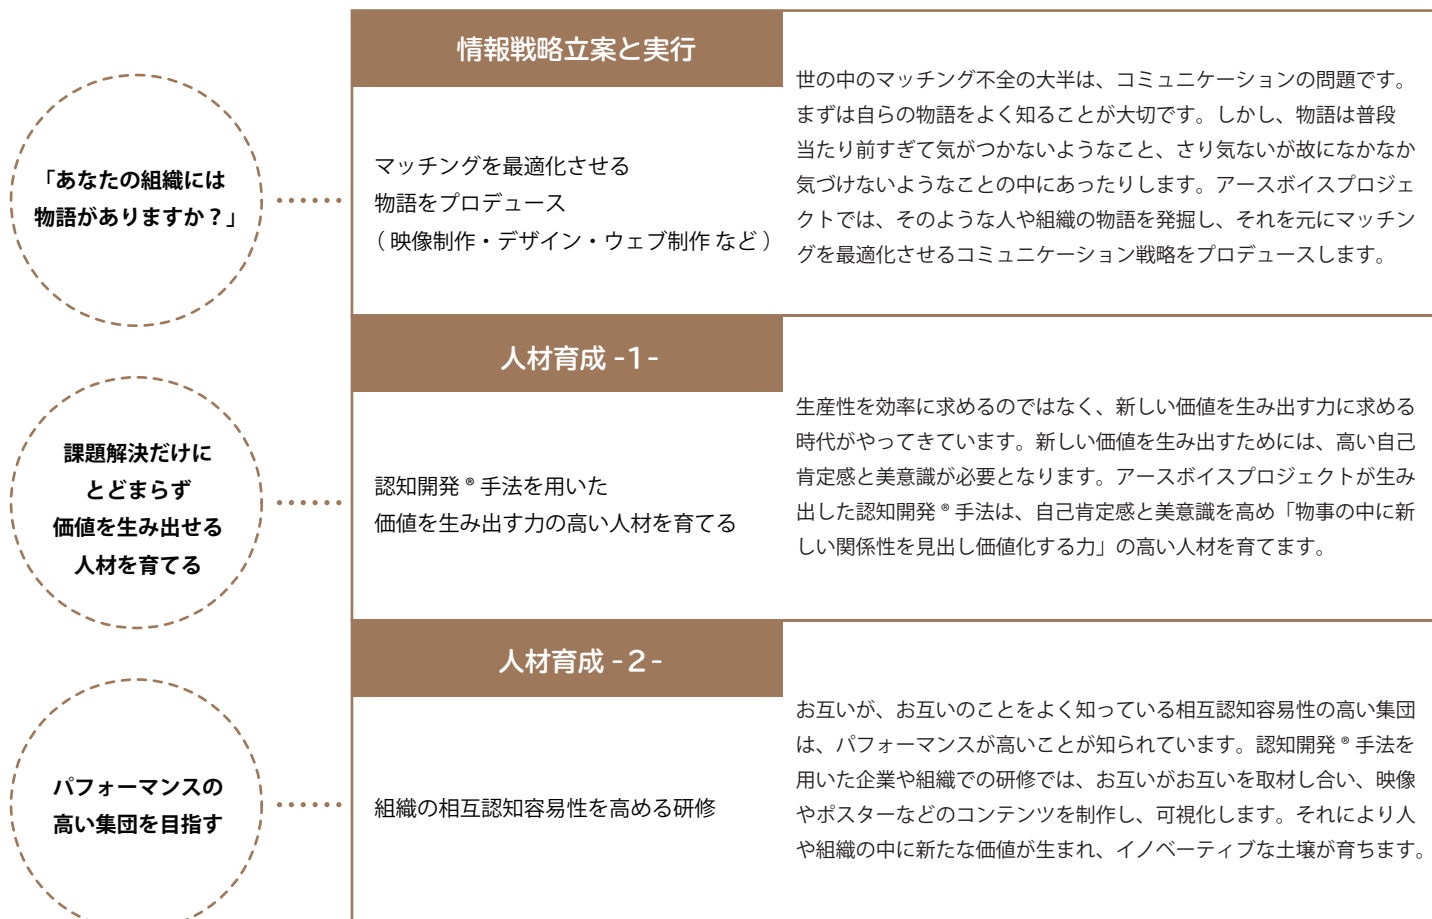 情報戦略立案と実行
「あなたの組織には
物語がありますか？」
マッチングを最適化させる
物語をプロデュース
（ 映像制作・デザイン・ウェブ制作 など ）
世の中のマッチング不全の大半は、コミュニケーションの問題です。
まずは自らの物語をよく知ることが大切です。しかし、物語は普段
当たり前すぎて気がつかないようなこと、さり気ないが故になかなか
気づけないようなことの中にあったりします。アースボイスプロジェ
クトでは、そのような人や組織の物語を発掘し、それを元にマッチン
グを最適化させるコミュニケーション戦略をプロデュースします。
人材育成 -1-
課題解決だけに
とどまらず
価値を生み出せる
人材を育てる
認知開発 ® 手法を用いた
価値を生み出す力の高い人材を育てる
生産性を効率に求めるのではなく、新しい価値を生み出す力に求める
時代がやってきています。新しい価値を生み出すためには、高い自己
肯定感と美意識が必要となります。アースボイスプロジェクトが生み
出した認知開発 ® 手法は、自己肯定感と美意識を高め「物事の中に新
しい関係性を見出し価値化する力」の高い人材を育てます。
人材育成 -2-
パフォーマンスの
高い集団を目指す
組織の相互認知容易性を高める研修
お互いが、お互いのことをよく知っている相互認知容易性の高い集団
は、パフォーマンスが高いことが知られています。認知開発 ® 手法を
用いた企業や組織での研修では、お互いがお互いを取材し合い、映像
やポスターなどのコンテンツを制作し、可視化します。それにより人
や組織の中に新たな価値が生まれ、イノベーティブな土壌が育ちます。